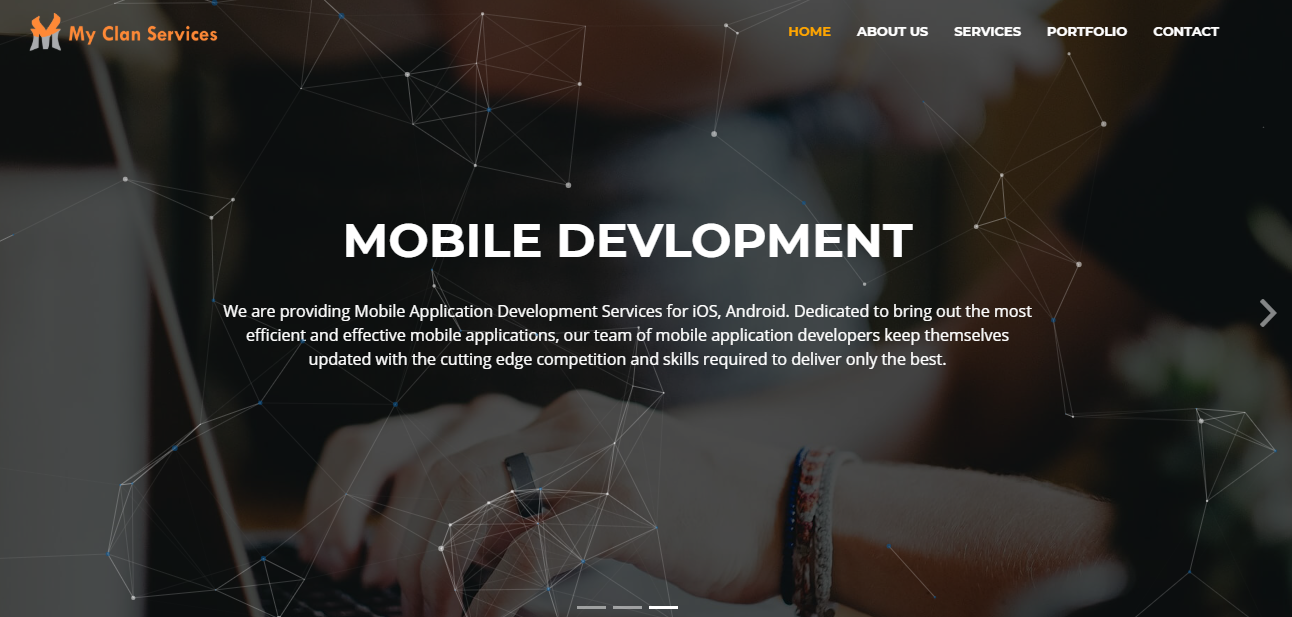 My Clan Services
HOME ABOUT US SERVICES PORTFOLIO CONTACT
MOBILE DEVLOPMENT
We are providing Mobile Application Development Services for iOS, Android. Dedicated to bring out the most
efficient and effective mobile applications, our team of mobile application developers keep themselves
updated with the cutting edge competition and skills required to deliver only the best.